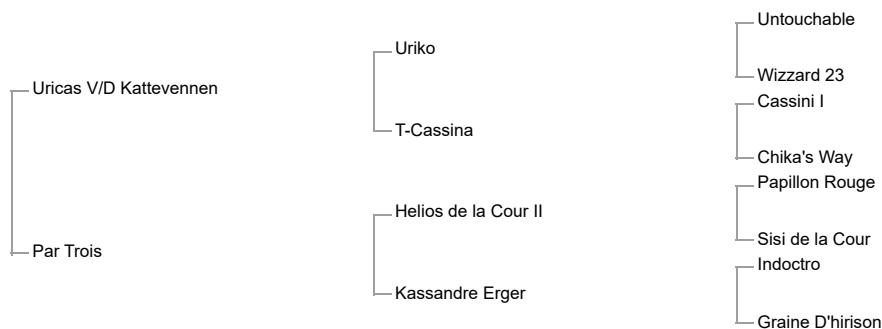 Untouchable
Uriko
Wizzard 23
Uricas V/D Kattevennen
Cassini I
T-Cassina
Chika's Way
Papillon Rouge
Helios de la Cour II
Sisi de la Cour
Par Trois
Indoctro
Kassandre Erger
Graine D'hirison